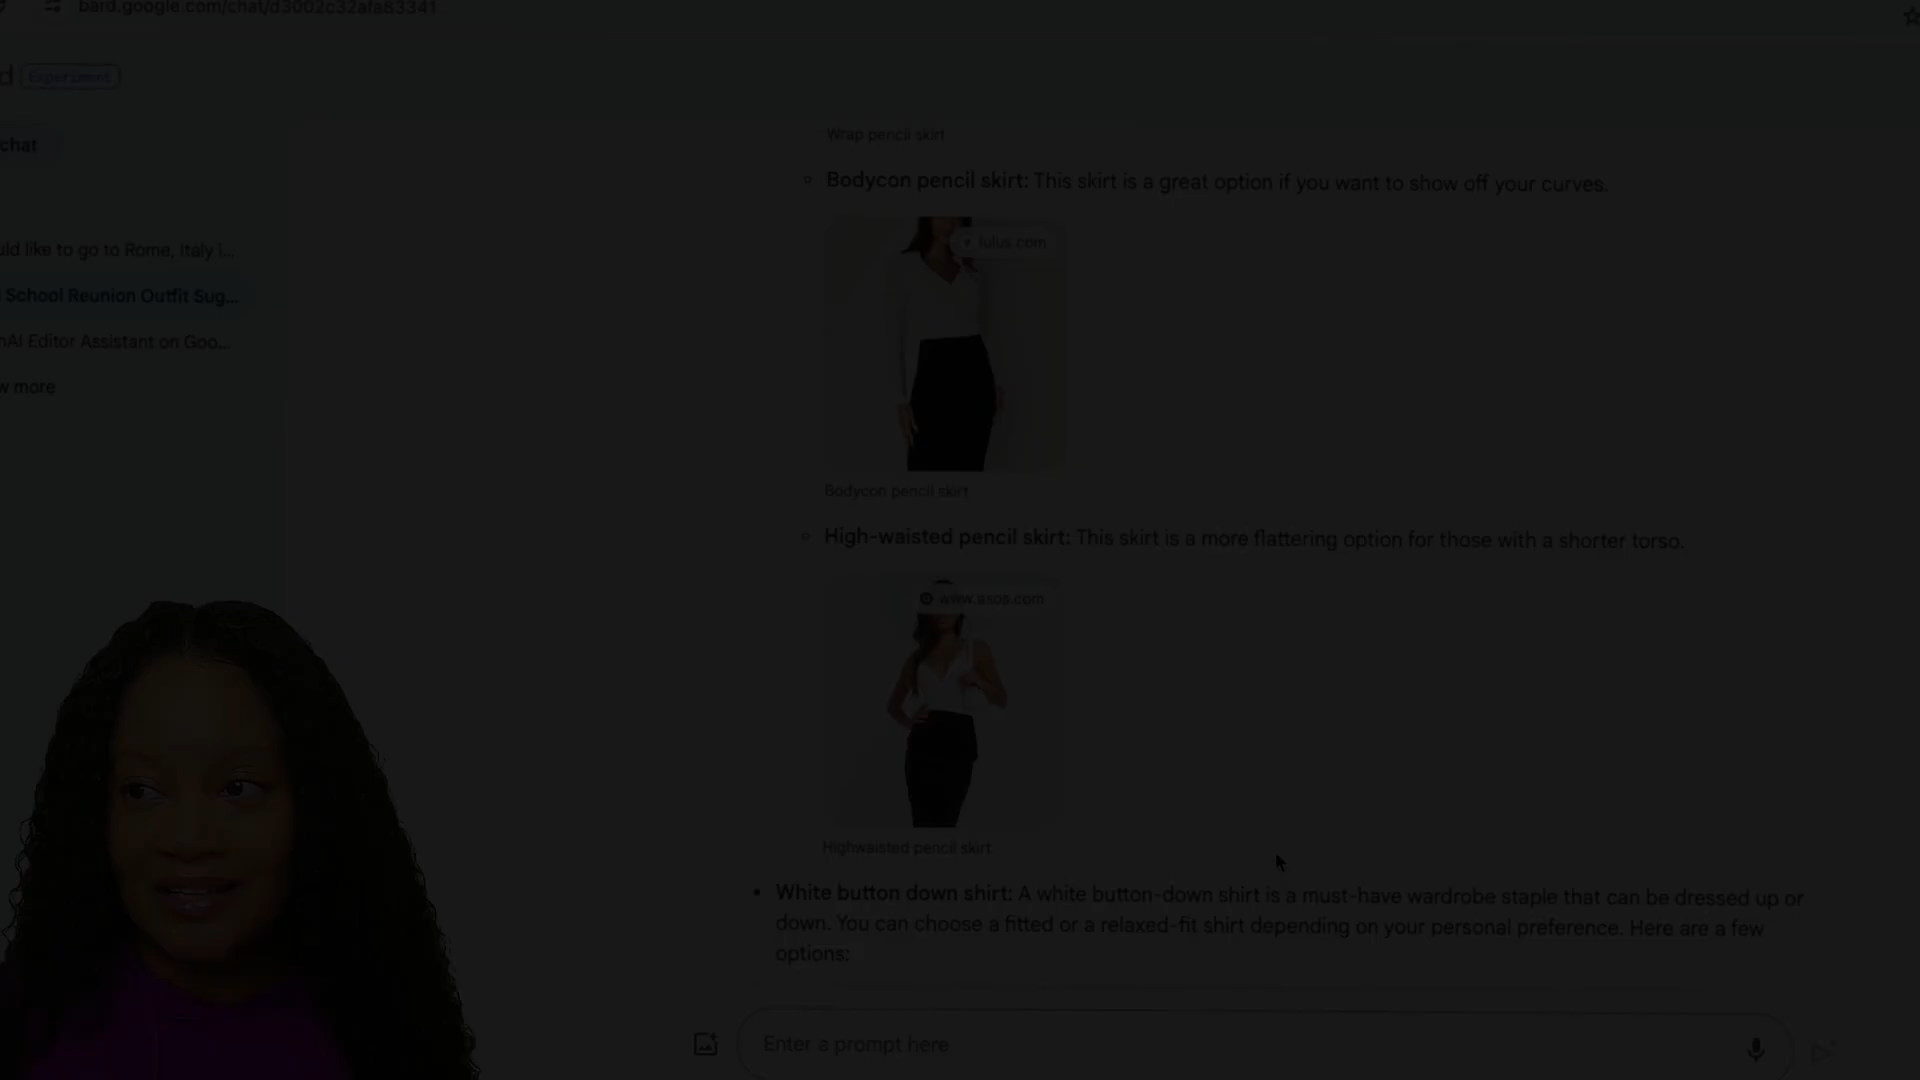 bard.google.com/chat/d3002c32afa83341
d Experiment
chat
uld like to go to Rome, Italy i...
School Reunion Outfit Sug...
nAI Editor Assistant on Goo...
w more
Wrap pencil skirt
Bodycon pencil skirt: This skirt is a great option if you want to show off your curves.
lulus.com
Bodycon pencil skirt
High-waisted pencil skirt: This skirt is a more flattering option for those with a shorter torso.
www.asos.com
Highwaisted pencil skirt
White button down shirt: A white button-down shirt is a must-have wardrobe staple that can be dressed up or
down. You can choose a fitted or a relaxed-fit shirt depending on your personal preference. Here are a few
options:
Enter a prompt here